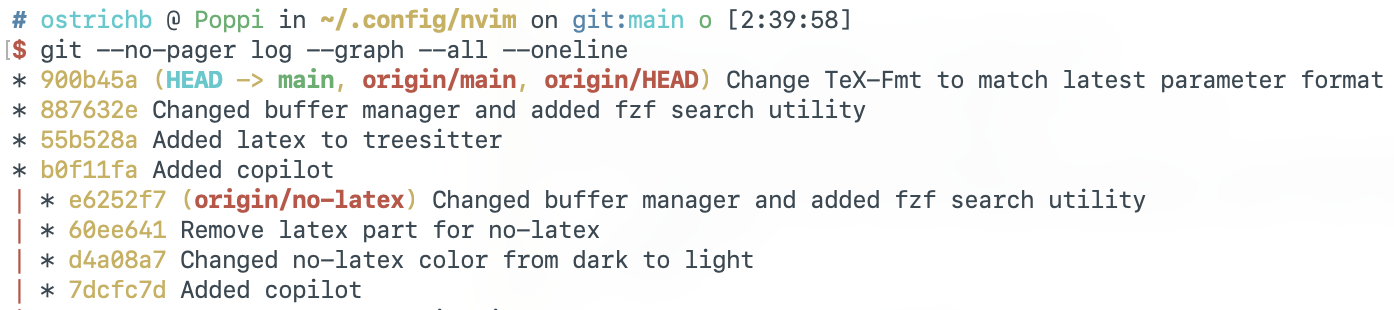 # ostrichb @ Poppi in ~/.config/nvim on git:main o [2:39:58]
[$ git --no-pager log --graph --all --oneline
* 900b45a (HEAD -> main, origin/main, origin/HEAD) Change TeX-Fmt to match latest parameter format
* 887632e Changed buffer manager and added fzf search utility
* 55b528a Added latex to treesitter
* b0f11fa Added copilot
| * e6252f7 (origin/no-latex) Changed buffer manager and added fzf search utility
| * 60ee641 Remove latex part for no-latex
| * d4a08a7 Changed no-latex color from dark to light
| * 7dcfc7d Added copilot